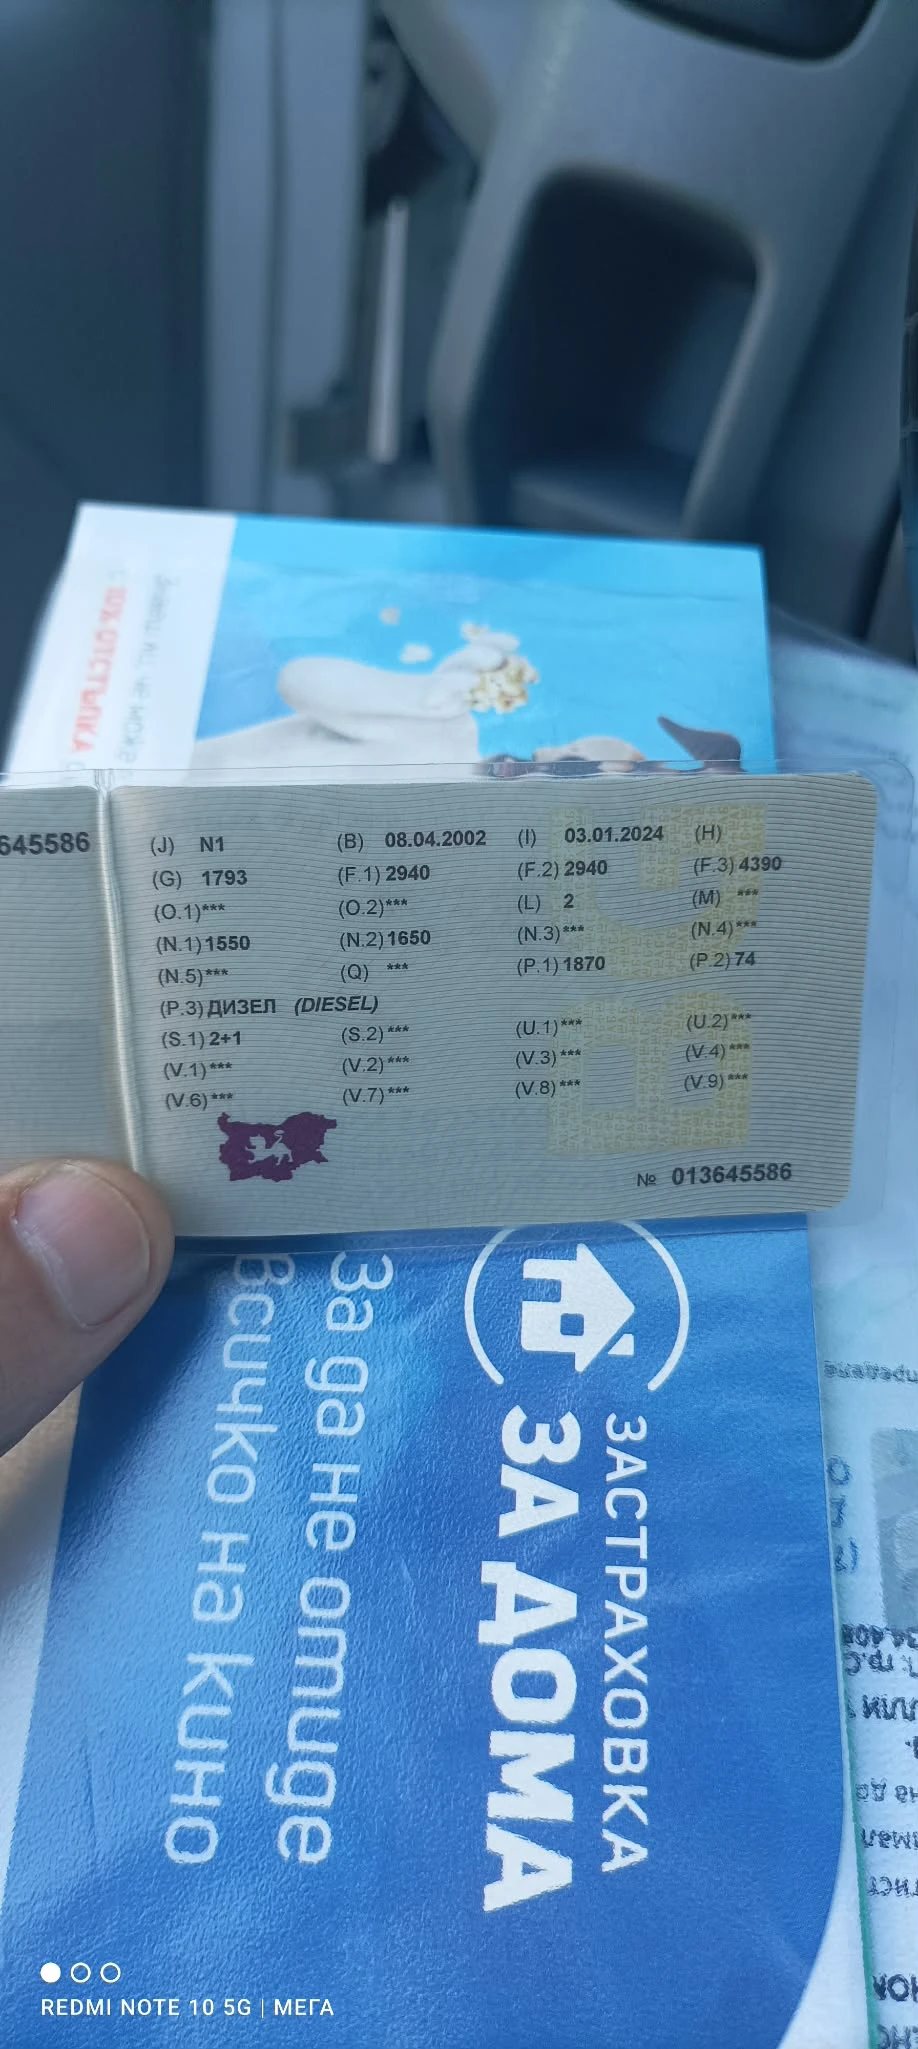 с 10% ОТСТЪПКА
645586
(J) N1 (B) 08.04.2002 (I) 03.01.2024 (H)
(G) 1793 (F.1) 2940 (F.2) 2940 (F.3) 4390
(O.1)*** (O.2)*** (L) 2 (M) ***
(N.1) 1550 (N.2) 1650 (N.3)*** (N.4)***
(N.5)*** (Q) *** (P.1) 1870 (P.2) 74
(P.3) ДИЗЕЛ (DIESEL)
(S.1) 2+1 (S.2)*** (U.1)*** (U.2)***
(V.1)*** (V.2)*** (V.3)*** (V.4)***
(V.6)*** (V.7)*** (V.8)*** (V.9)***
№ 013645586
ЗАСТРАХОВКА
ЗА ДОМА
За да не отиде
всичко на кино
REDMI NOTE 10 5G | МЕГА